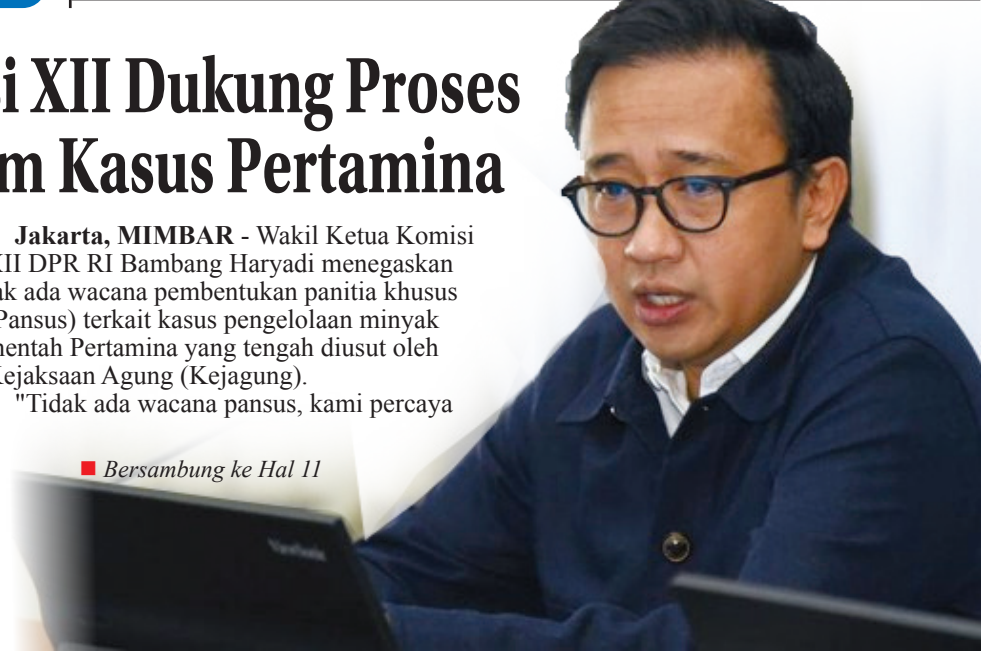 i XII Dukung Proses
m Kasus Pertamina
Jakarta, MIMBAR - Wakil Ketua Komisi
XII DPR RI Bambang Haryadi menegaskan
ak ada wacana pembentukan panitia khusus
Pansus) terkait kasus pengelolaan minyak
mentah Pertamina yang tengah diusut oleh
Kejaksaan Agung (Kejagung).
"Tidak ada wacana pansus, kami percaya
Bersambung ke Hal 11
ViewSonic